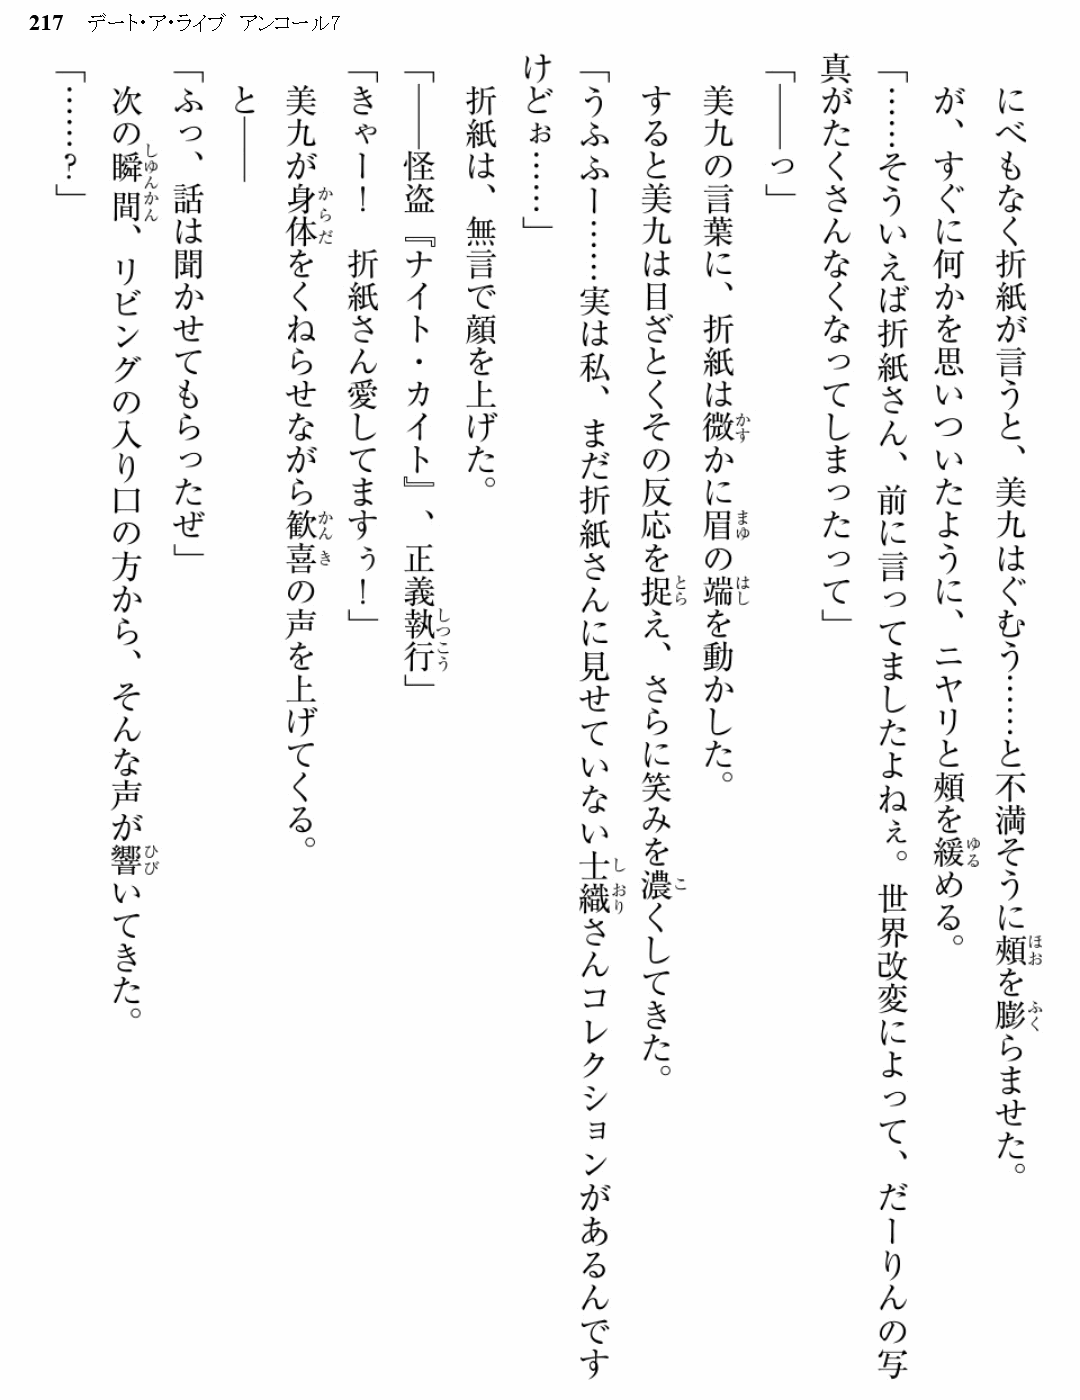 217 デート・ア・ライブ アンコール7
にべもなく折紙が言うと、美九はぐむう……と不満そうに頬を膨らませた。
が、すぐに何かを思いついたように、ニヤリと頬を緩める。
「……そういえば折紙さん、前に言ってましたよねぇ。世界改変によって、だーりんの写
真がたくさんなくなってしまったって」
「――っ」
美九の言葉に、折紙は微かに眉の端を動かした。
すると美九は目ざとくその反応を捉え、さらに笑みを濃くしてきた。
「うふふー……実は私、まだ折紙さんに見せていない士織さんコレクションがあるんです
けどぉ……」
折紙は、無言で顔を上げた。
「――怪盗『ナイト・カイト』、正義執行」
「きゃー！ 折紙さん愛してますぅ！」
美九が身体をくねらせながら歓喜の声を上げてくる。
と――
「ふっ、話は聞かせてもらったぜ」
次の瞬間、リビングの入り口の方から、そんな声が響いてきた。
「……？」